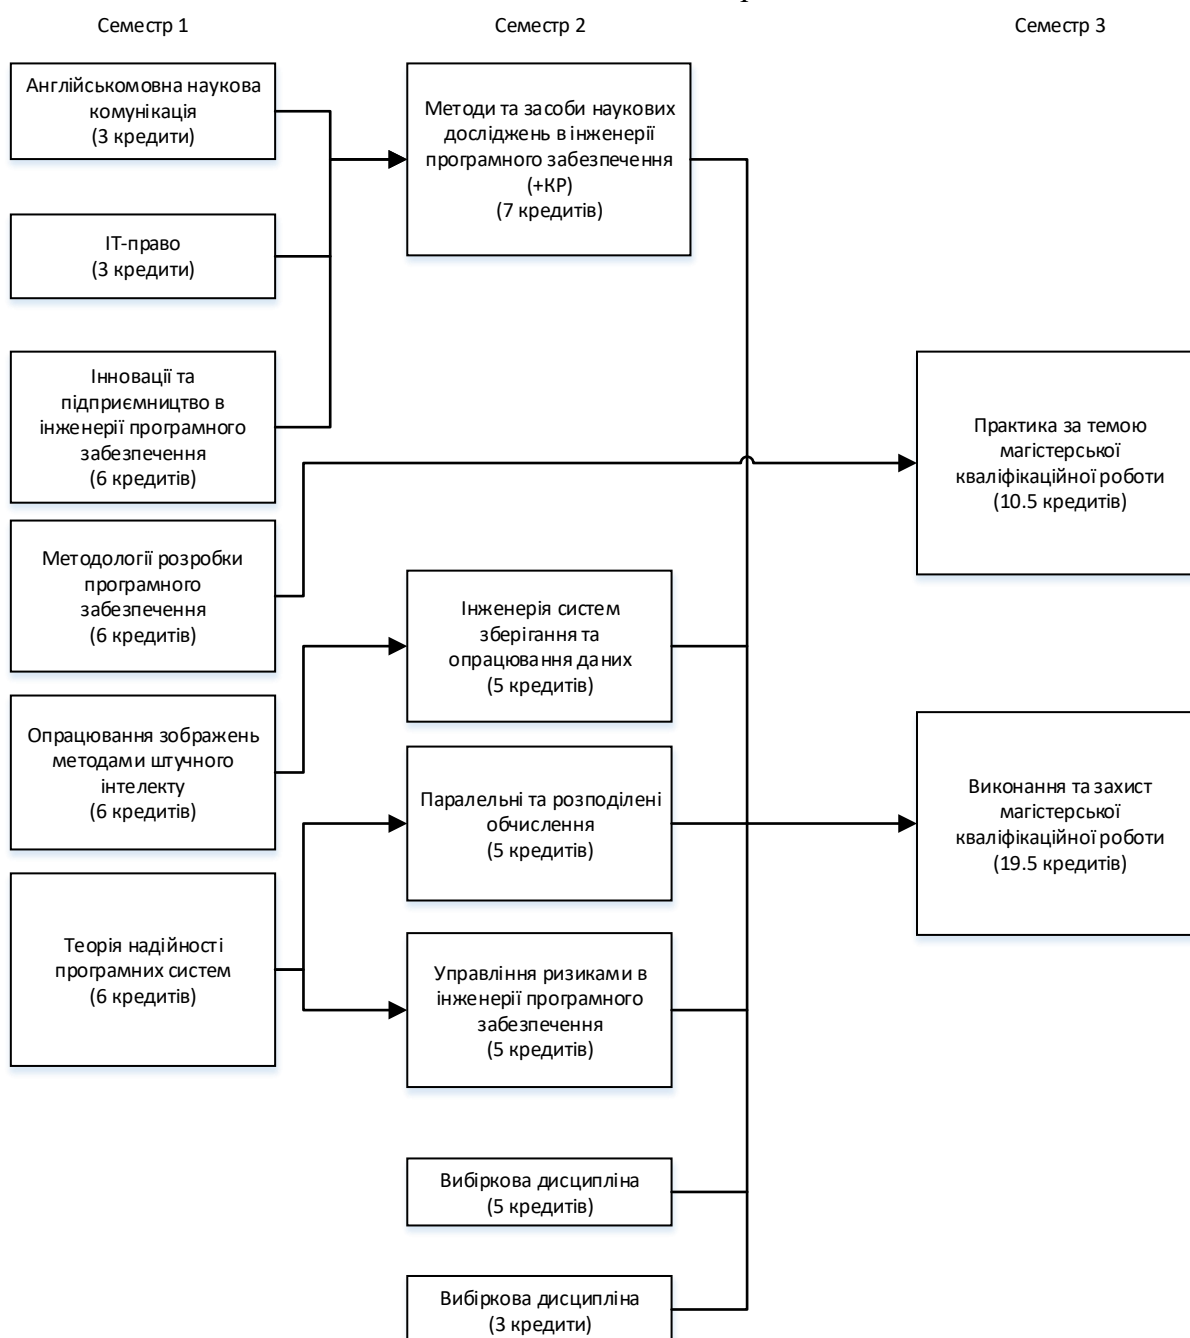 Семестр 1
Семестр 2
Семестр 3
Англійськомовна наукова
комунікація
(3 кредити)
ІТ-право
(3 кредити)
Інновації та
підприємництво в
інженерії програмного
забезпечення
(6 кредитів)
Методології розробки
програмного
забезпечення
(6 кредитів)
Опрацювання зображень
методами штучного
інтелекту
(6 кредитів)
Теорія надійності
програмних систем
(6 кредитів)
Методи та засоби наукових
досліджень в інженерії
програмного забезпечення
(+КР)
(7 кредитів)
Інженерія систем
зберігання та
опрацювання даних
(5 кредитів)
Паралельні та розподілені
обчислення
(5 кредитів)
Управління ризиками в
інженерії програмного
забезпечення
(5 кредитів)
Вибіркова дисципліна
(5 кредитів)
Вибіркова дисципліна
(3 кредити)
Практика за темою
магістерської
кваліфікаційної роботи
(10.5 кредитів)
Виконання та захист
магістерської
кваліфікаційної роботи
(19.5 кредитів)